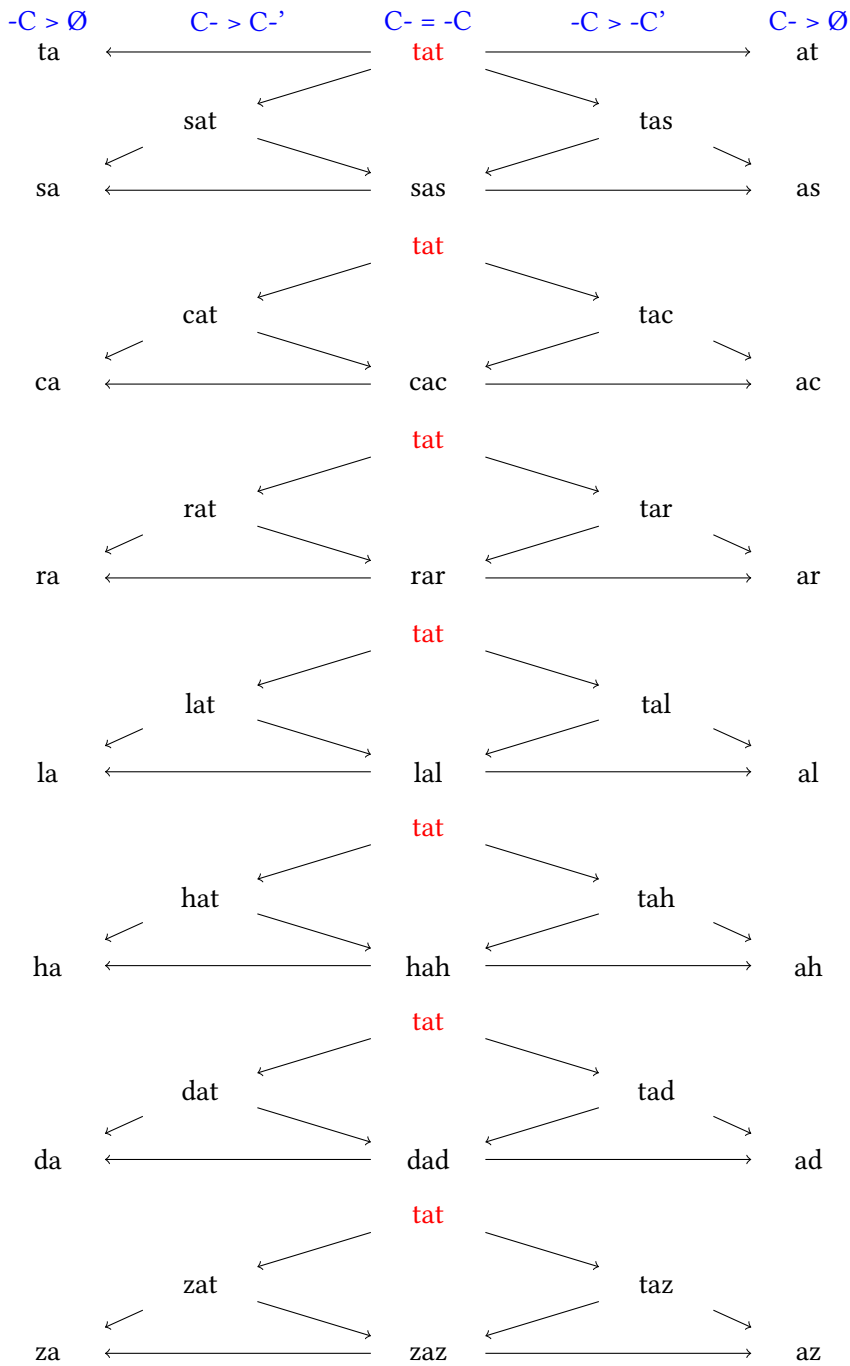 -C > Ø C- > C-’ C- = -C -C > -C’ C- > Ø
ta tat at
sat tas
sa sas as
tat
cat tac
ca cac ac
tat
rat tar
ra rar ar
tat
lat tal
la lal al
tat
hat tah
ha hah ah
tat
dat tad
da dad ad
tat
zat taz
za zaz az